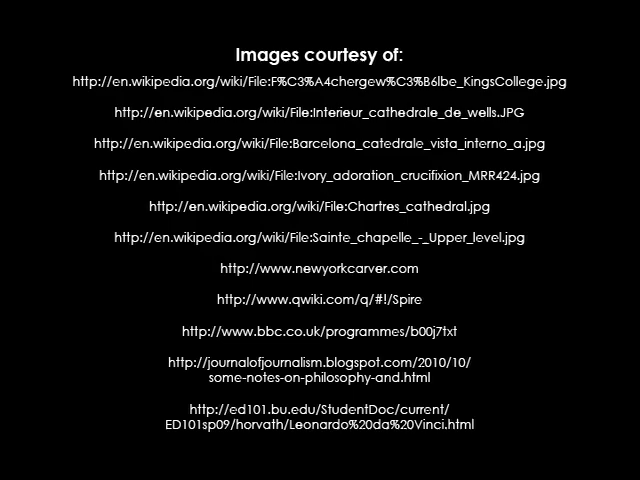 Images courtesy of:
http://en.wikipedia.org/wiki/File:F%C3%A4chergew%C3%B6lbe_KingsCollege.jpg
http://en.wikipedia.org/wiki/File:Interieur_cathedrale_de_wells.JPG
http://en.wikipedia.org/wiki/File:Barcelona_catedrale_vista_interno_a.jpg
http://en.wikipedia.org/wiki/File:Ivory_adoration_crucifixion_MRR424.jpg
http://en.wikipedia.org/wiki/File:Chartres_cathedral.jpg
http://en.wikipedia.org/wiki/File:Sainte_chapelle_-_Upper_level.jpg
http://www.newyorkcarver.com
http://www.qwiki.com/q/#!/Spire
http://www.bbc.co.uk/programmes/b00j7txt
http://journalofjournalism.blogspot.com/2010/10/
some-notes-on-philosophy-and.html
http://ed101.bu.edu/StudentDoc/current/
ED101sp09/horvath/Leonardo%20da%20Vinci.html